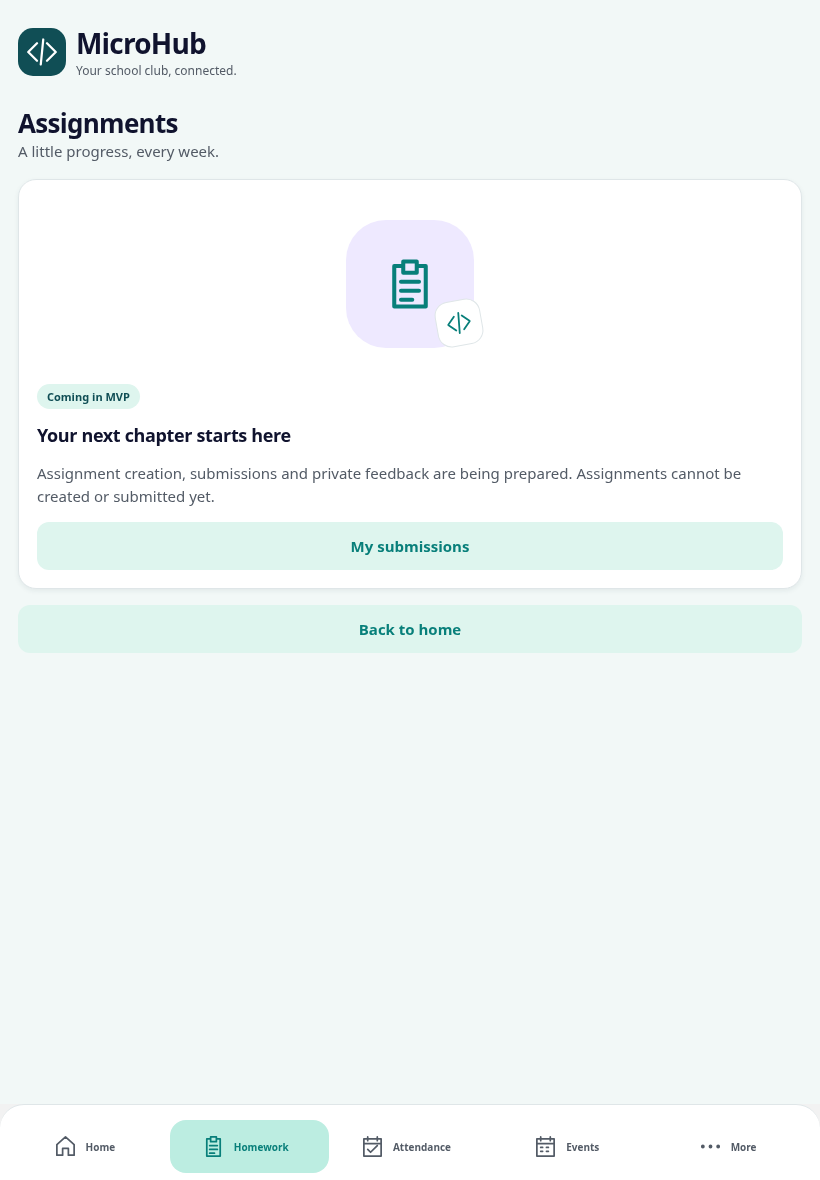 MicroHub
Your school club, connected.
Assignments
A little progress, every week.
Coming in MVP
Your next chapter starts here
Assignment creation, submissions and private feedback are being prepared. Assignments cannot be
created or submitted yet.
My submissions
Back to home
Home
Homework
Attendance
Events
More